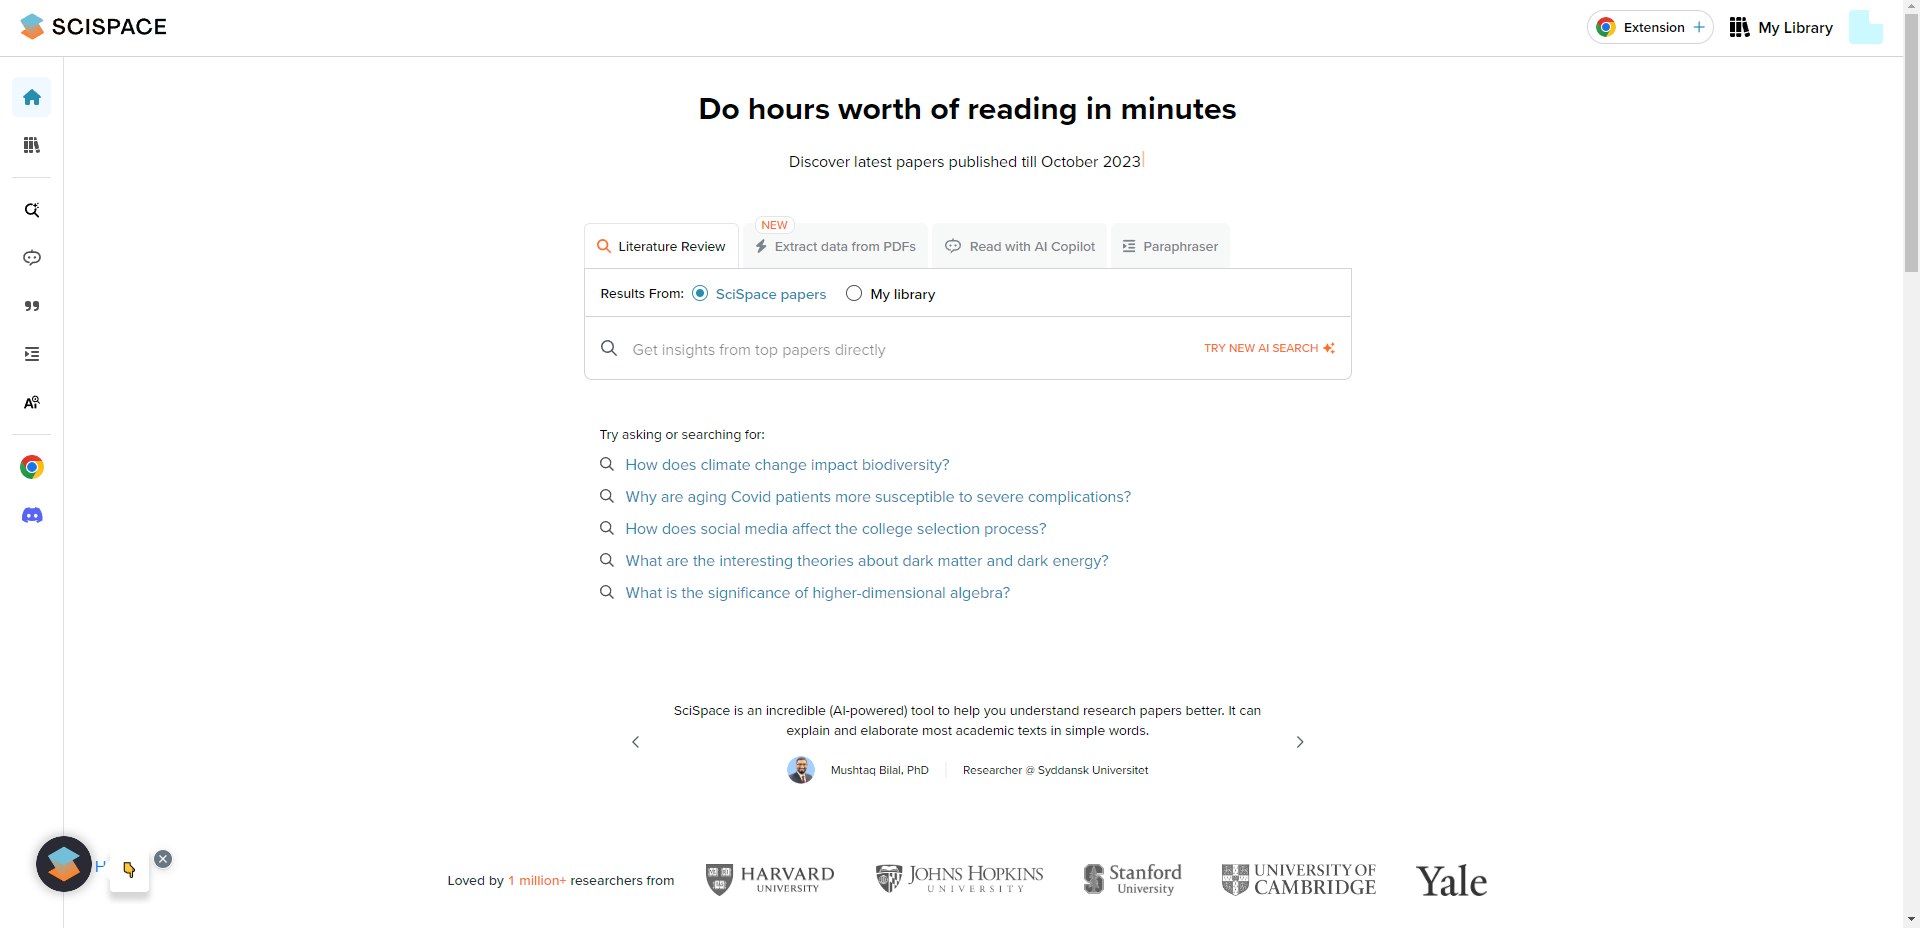 SCISPACE
Extension +
My Library
Do hours worth of reading in minutes
Discover latest papers published till October 2023
NEW
Literature Review
Extract data from PDFs
Read with AI Copilot
Paraphraser
Results From:
SciSpace papers
My library
Get insights from top papers directly
TRY NEW AI SEARCH
Try asking or searching for:
How does climate change impact biodiversity?
Why are aging Covid patients more susceptible to severe complications?
How does social media affect the college selection process?
What are the interesting theories about dark matter and dark energy?
What is the significance of higher-dimensional algebra?
SciSpace is an incredible (AI-powered) tool to help you understand research papers better. It can
explain and elaborate most academic texts in simple words.
Mushtaq Bilal, PhD
Researcher @ Syddansk Universitet
Loved by 1 million+ researchers from
HARVARD
UNIVERSITY
JOHNS HOPKINS
UNIVERSITY
Stanford
University
UNIVERSITY OF
CAMBRIDGE
Yale